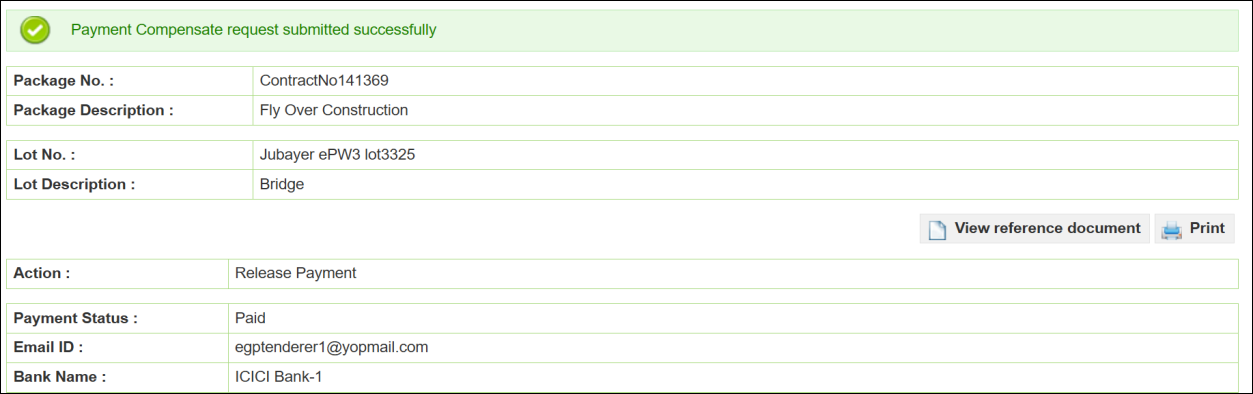 Payment Compensate request submitted successfully
Package No. : ContractNo141369
Package Description : Fly Over Construction
Lot No. : Jubayer ePW3 lot3325
Lot Description : Bridge
View reference document Print
Action : Release Payment
Payment Status : Paid
Email ID : egptenderer1@yopmail.com
Bank Name : ICICI Bank-1